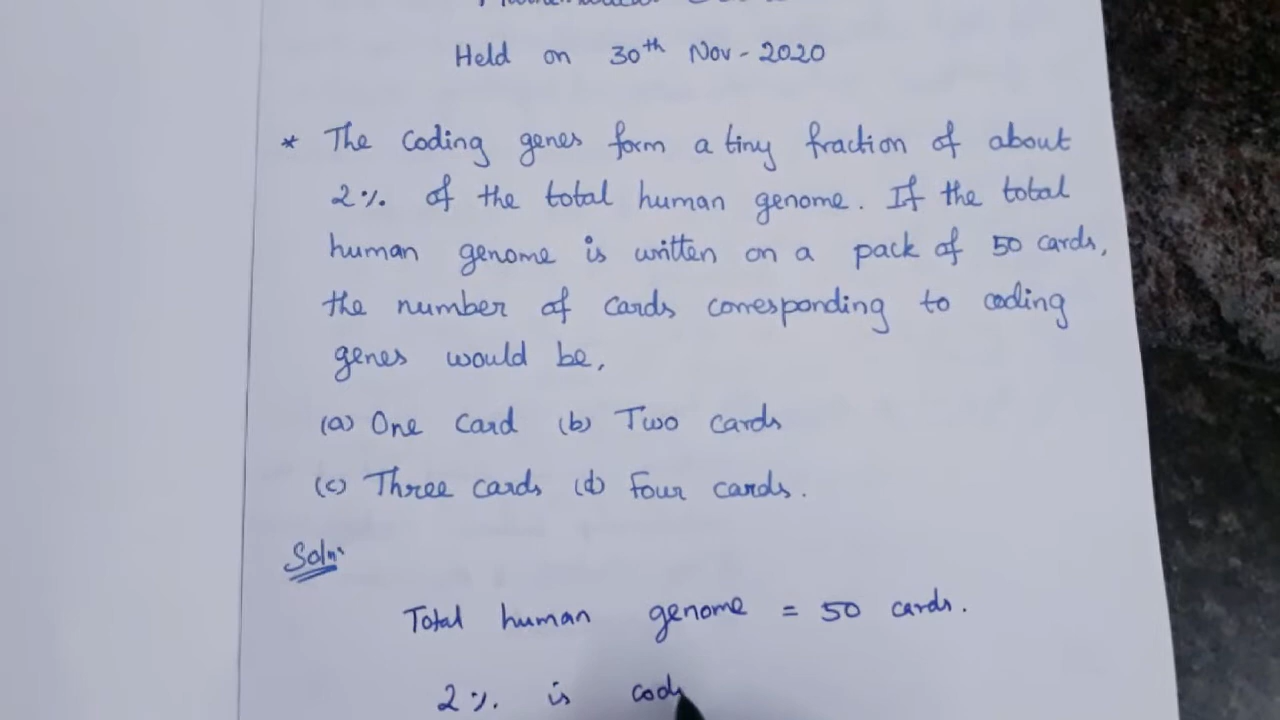 Held on 30th Nov-2020
* The coding genes form a tiny fraction of about
2%. of the total human genome. If the total
human genome is written on a pack of 50 cards,
the number of cards corresponding to coding
genes would be,
(a) One Card (b) Two cards
(c) Three cards (d) Four cards.
Soln:
Total human genome = 50 cards.
2%. is cod